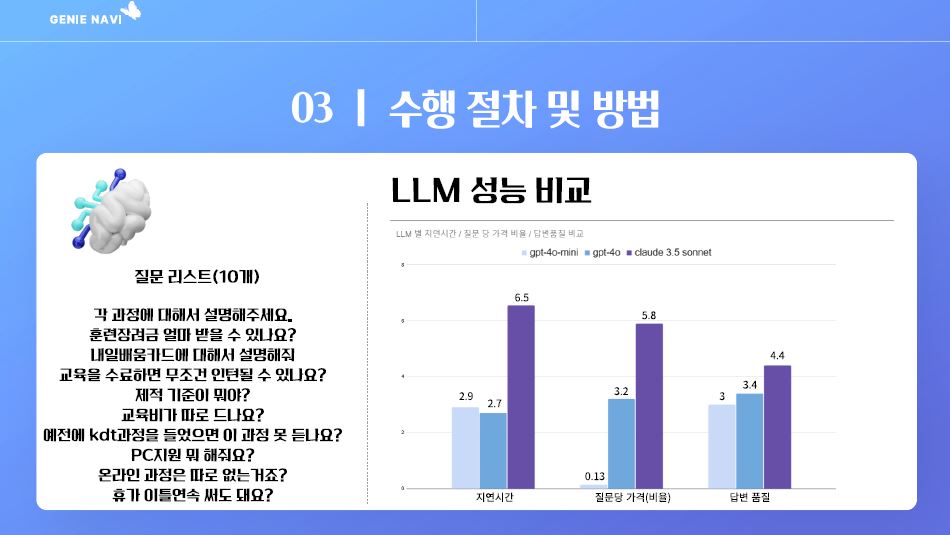 GENIE NAVI
03 | 수행 절차 및 방법
질문 리스트(10개)
각 과정에 대해서 설명해주세요.
훈련장려금 얼마 받을 수 있나요?
내일배움카드에 대해서 설명해줘
교육을 수료하면 무조건 인턴될 수 있나요?
제적 기준이 뭐야?
교육비가 따로 드나요?
예전에 kdt과정을 들었으면 이 과정 못 듣나요?
PC지원 뭐 해줘요?
온라인 과정은 따로 없는거죠?
휴가 이틀연속 써도 돼요?
LLM 성능 비교
LLM 별 지연시간 / 질문 당 가격 비율 / 답변품질 비교
gpt-4o-mini gpt-4o claude 3.5 sonnet
8
6
4
2
0
2.9 2.7 6.5
0.13 3.2 5.8
3 3.4 4.4
지연시간 질문당 가격(비율) 답변 품질